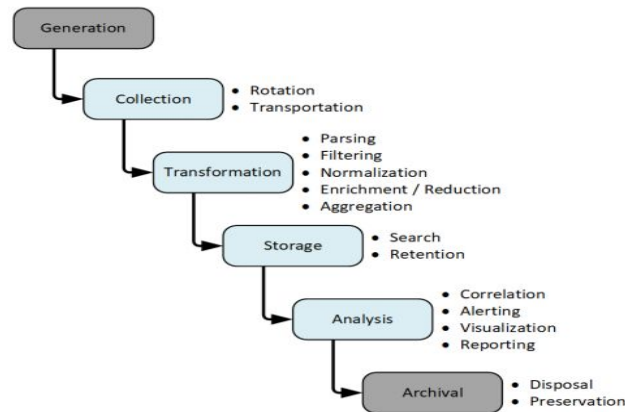 Generation
Collection
• Rotation
• Transportation
Transformation
• Parsing
• Filtering
• Normalization
• Enrichment / Reduction
• Aggregation
Storage
• Search
• Retention
Analysis
• Correlation
• Alerting
• Visualization
• Reporting
Archival
• Disposal
• Preservation